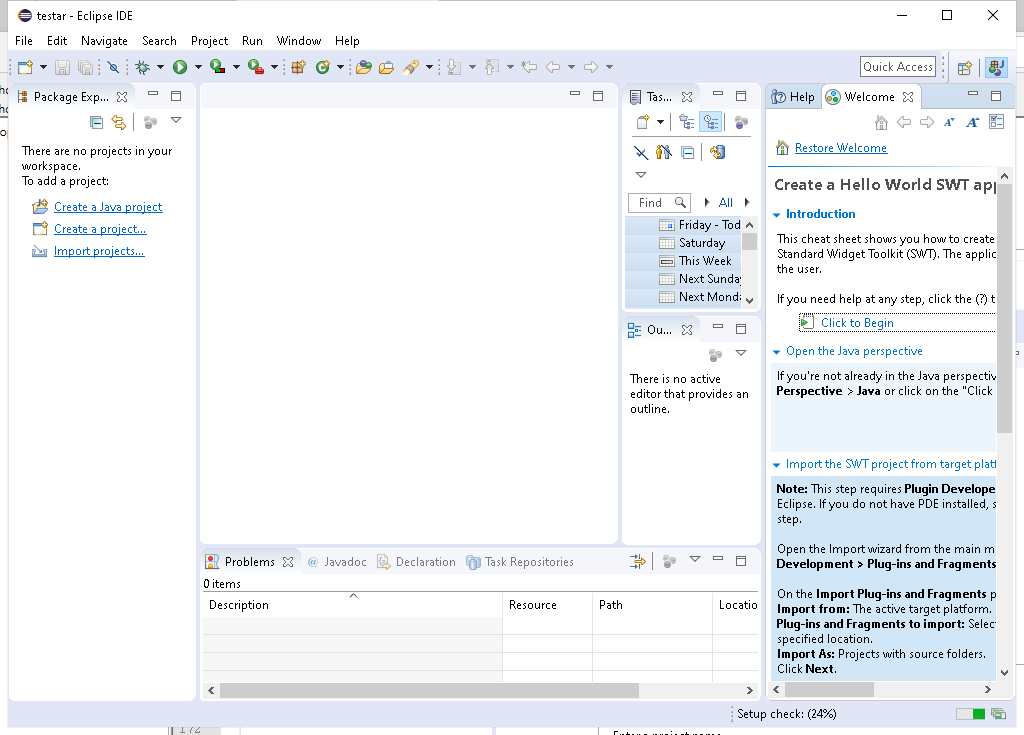 testar - Eclipse IDE
File Edit Navigate Search Project Run Window Help
Quick Access
Package Exp...
There are no projects in your
workspace.
To add a project:
Create a Java project
Create a project...
Import projects...
Tas...
Find
All
Friday - Tod
Saturday
This Week
Next Sunda
Next Monda
Ou...
There is no active
editor that provides an
outline.
Help Welcome
Restore Welcome
Create a Hello World SWT app
Introduction
This cheat sheet shows you how to create
Standard Widget Toolkit (SWT). The applic
the user.
If you need help at any step, click the (?) t
Click to Begin
Open the Java perspective
If you're not already in the Java perspectiv
Perspective > Java or click on the "Click
Import the SWT project from target platf
Note: This step requires Plugin Develope
Eclipse. If you do not have PDE installed, s
step.
Open the Import wizard from the main m
Development > Plug-ins and Fragments
On the Import Plug-ins and Fragments p
Import from: The active target platform.
Plug-ins and Fragments to import: Selec
specified location.
Import As: Projects with source folders.
Click Next.
Problems @ Javadoc Declaration Task Repositories
0 items
Description Resource Path Locatio
Setup check: (24%)
172